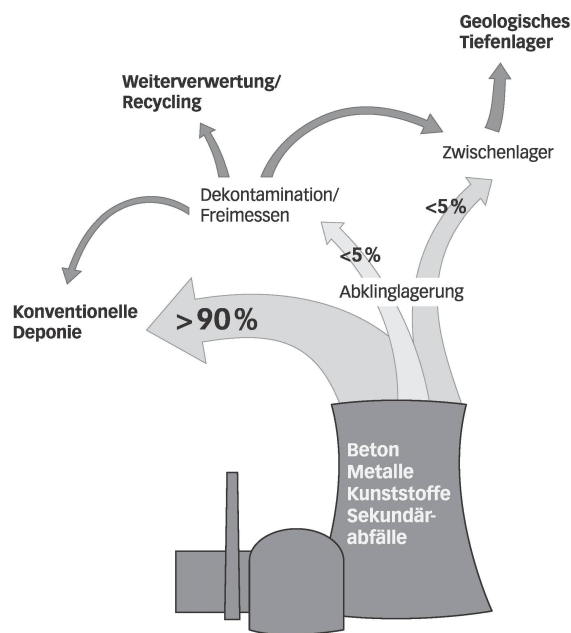 Geologisches
Tiefenlager
Weiterverwertung/
Recycling
Zwischenlager
Dekontamination/
Freimessen
<5%
<5%
Abklinglagerung
Konventionelle
Deponie
>90%
Beton
Metalle
Kunststoffe
Sekundär-
abfälle